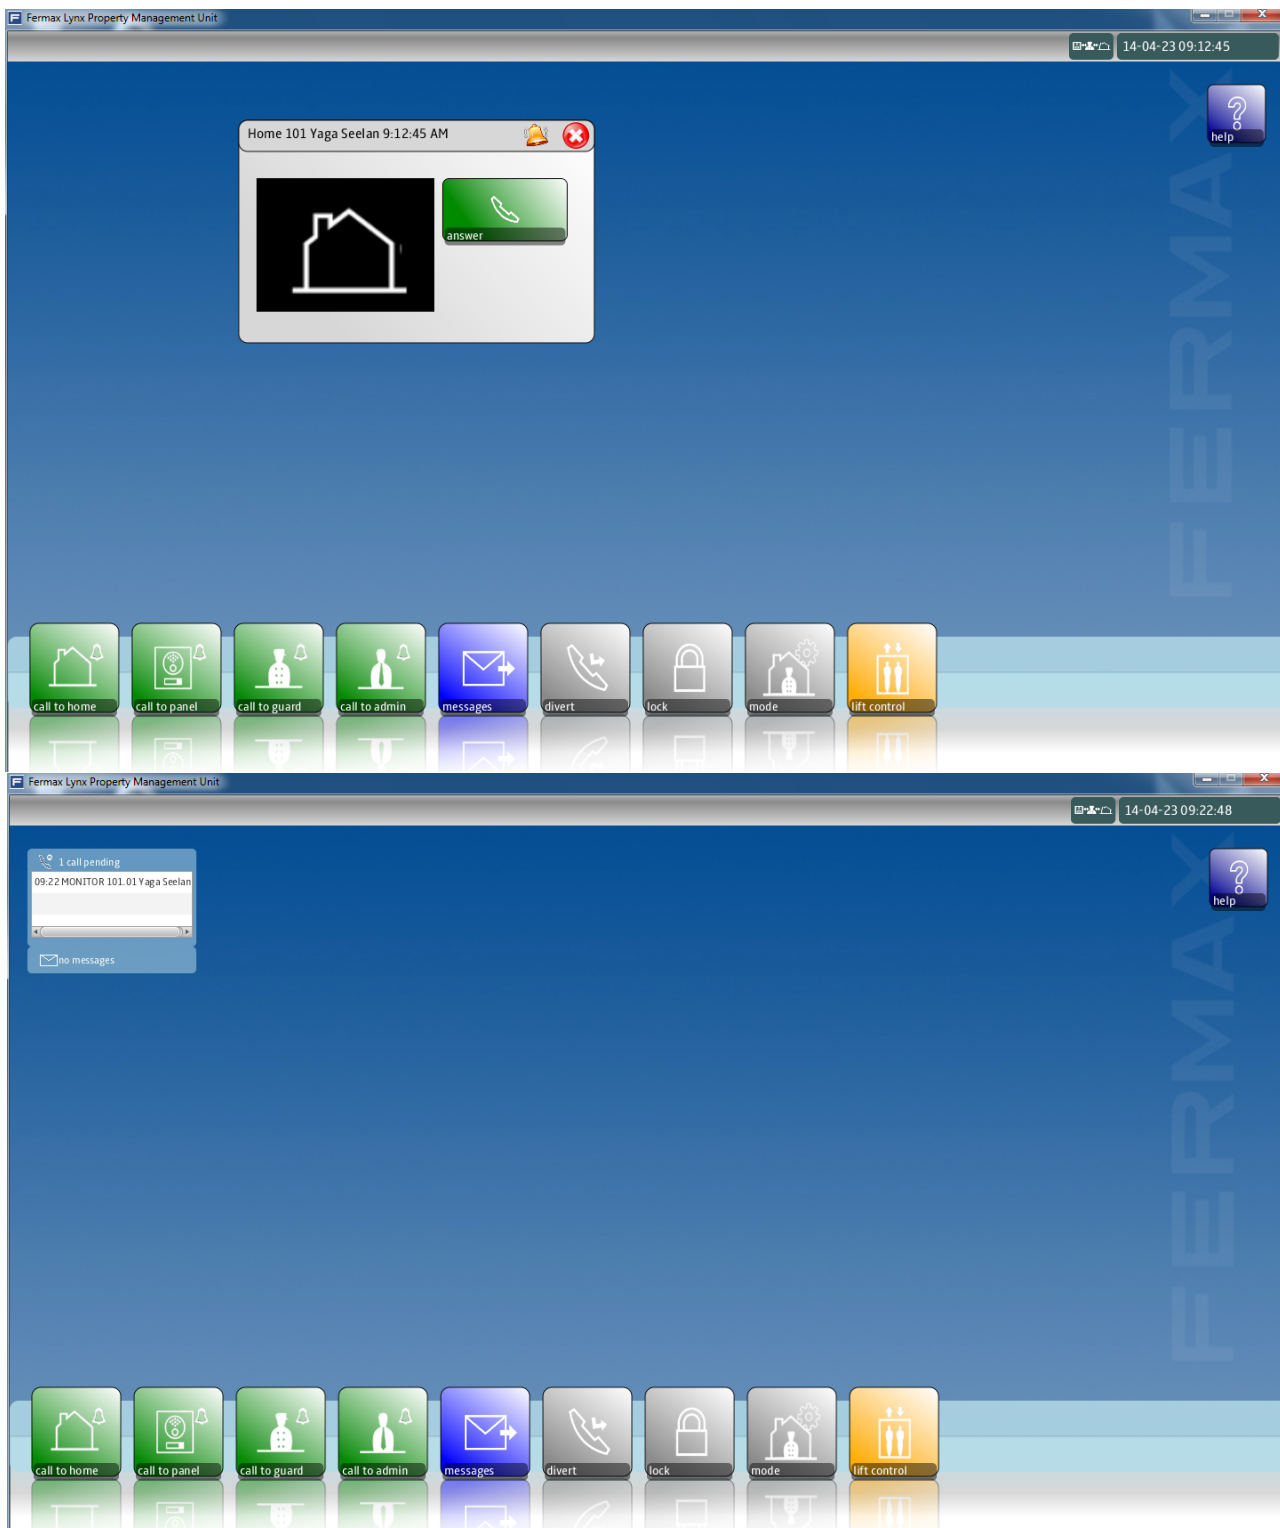 Fermax Lynx Property Management Unit
14-04-23 09:12:45
help
Home 101 Yaga Seelan 9:12:45 AM
answer
FERMAX
call to home
call to panel
call to guard
call to admin
messages
divert
lock
mode
lift control
Fermax Lynx Property Management Unit
14-04-23 09:22:48
1 call pending
09:22 MONITOR 101.01 Yaga Seelan
no messages
help
FERMAX
call to home
call to panel
call to guard
call to admin
messages
divert
lock
mode
lift control